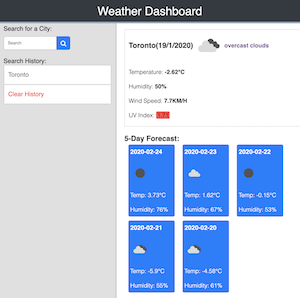 Weather Dashboard
Search for a City:
Search
Search History:
Toronto
Clear History
Toronto(19/1/2020) overcast clouds
Temperature: -2.62°C
Humidity: 50%
Wind Speed: 7.7KM/H
UV Index:
5-Day Forecast:
2020-02-24
Temp: 3.73°C
Humidity: 76%
2020-02-23
Temp: 1.62°C
Humidity: 67%
2020-02-22
Temp: -0.15°C
Humidity: 53%
2020-02-21
Temp: -5.9°C
Humidity: 55%
2020-02-20
Temp: -4.58°C
Humidity: 61%